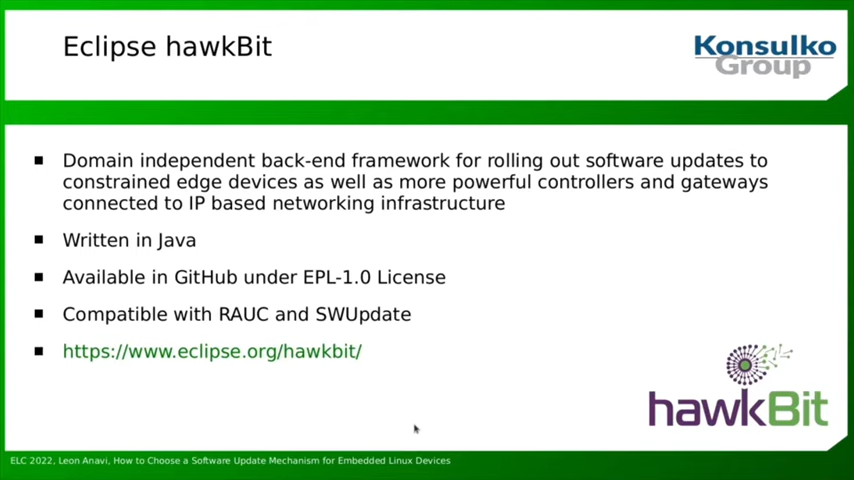 Eclipse hawkBit
Konsulko
Group
Domain independent back-end framework for rolling out software updates to
constrained edge devices as well as more powerful controllers and gateways
connected to IP based networking infrastructure
Written in Java
Available in GitHub under EPL-1.0 License
Compatible with RAUC and SWUpdate
https://www.eclipse.org/hawkbit/
hawkBit
ELC 2022, Leon Anavi, How to Choose a Software Update Mechanism for Embedded Linux Devices